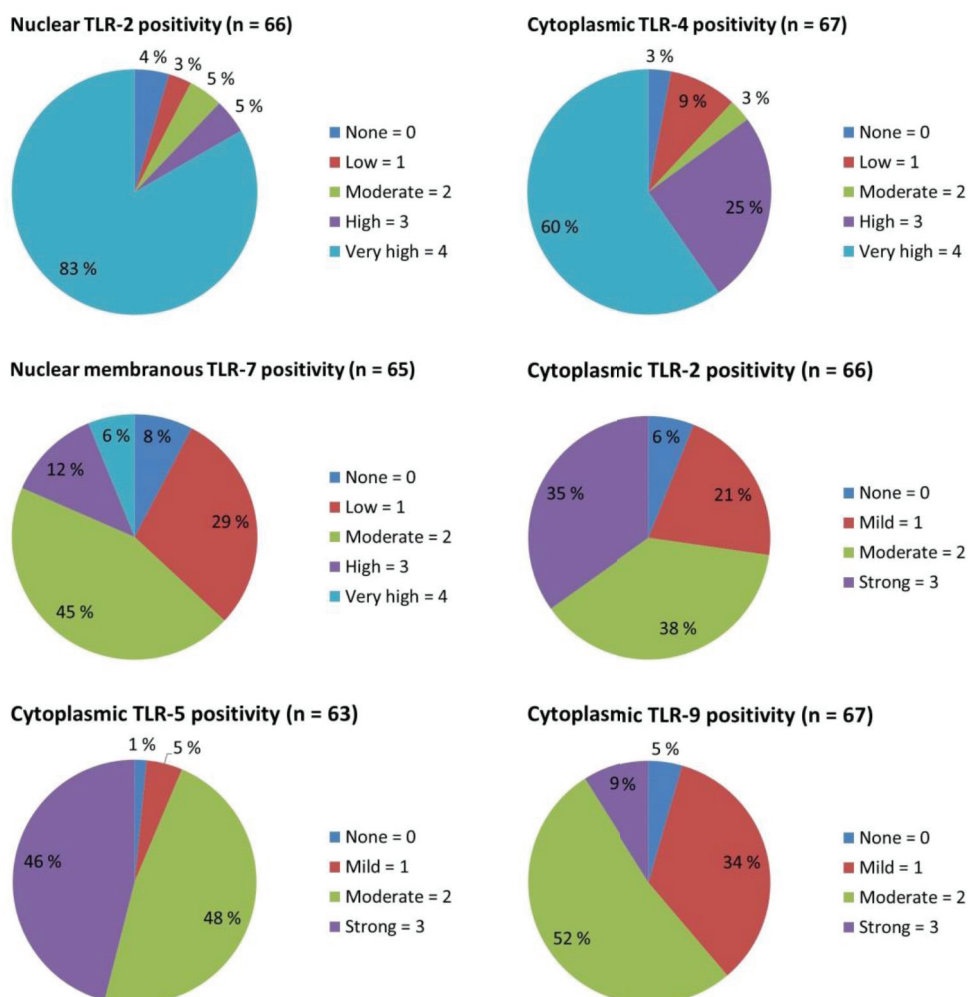 Nuclear TLR-2 positivity (n = 66)
4 %
3 %
5 %
5 %
83 %
None = 0
Low = 1
Moderate = 2
High = 3
Very high = 4
Cytoplasmic TLR-4 positivity (n = 67)
3 %
9 %
3 %
25 %
60 %
None = 0
Low = 1
Moderate = 2
High = 3
Very high = 4
Nuclear membranous TLR-7 positivity (n = 65)
6 %
8 %
12 %
29 %
45 %
None = 0
Low = 1
Moderate = 2
High = 3
Very high = 4
Cytoplasmic TLR-2 positivity (n = 66)
6 %
35 %
21 %
38 %
None = 0
Mild = 1
Moderate = 2
Strong = 3
Cytoplasmic TLR-5 positivity (n = 63)
1 %
5 %
46 %
48 %
None = 0
Mild = 1
Moderate = 2
Strong = 3
Cytoplasmic TLR-9 positivity (n = 67)
5 %
9 %
34 %
52 %
None = 0
Mild = 1
Moderate = 2
Strong = 3